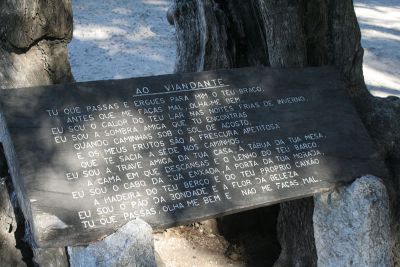 AO VIANDANTE
TU QUE PASSAS E ERGUES PARA MIM O TEU BRAÇO,
ANTES QUE ME FAÇAS MAL, OLHA-ME BEM.
EU SOU O CALOR DO TEU LAR NAS NOITES FRIAS DE INVERNO.
EU SOU A SOMBRA AMIGA QUE TU ENCONTRAS
QUANDO CAMINHAS SOB O SOL DE AGOSTO,
E OS MEUS FRUTOS SÃO A FRESCURA APETITOSA
QUE TE SACIA A SEDE NOS CAMINHOS.
EU SOU A TRAVE AMIGA DA TUA CASA, A TÁBUA DA TUA MESA,
A CAMA EM QUE DESCANSAS E O LENHO DO TEU BARCO.
EU SOU O CABO DA TUA ENXADA, A PORTA DA TUA MORADA,
A MADEIRA DO TEU BERÇO E DO TEU PRÓPRIO CAIXÃO
EU SOU O PÃO DA BONDADE E A FLOR DA BELEZA
TU QUE PASSAS, OLHA-ME BEM E NÃO ME FAÇAS MAL.